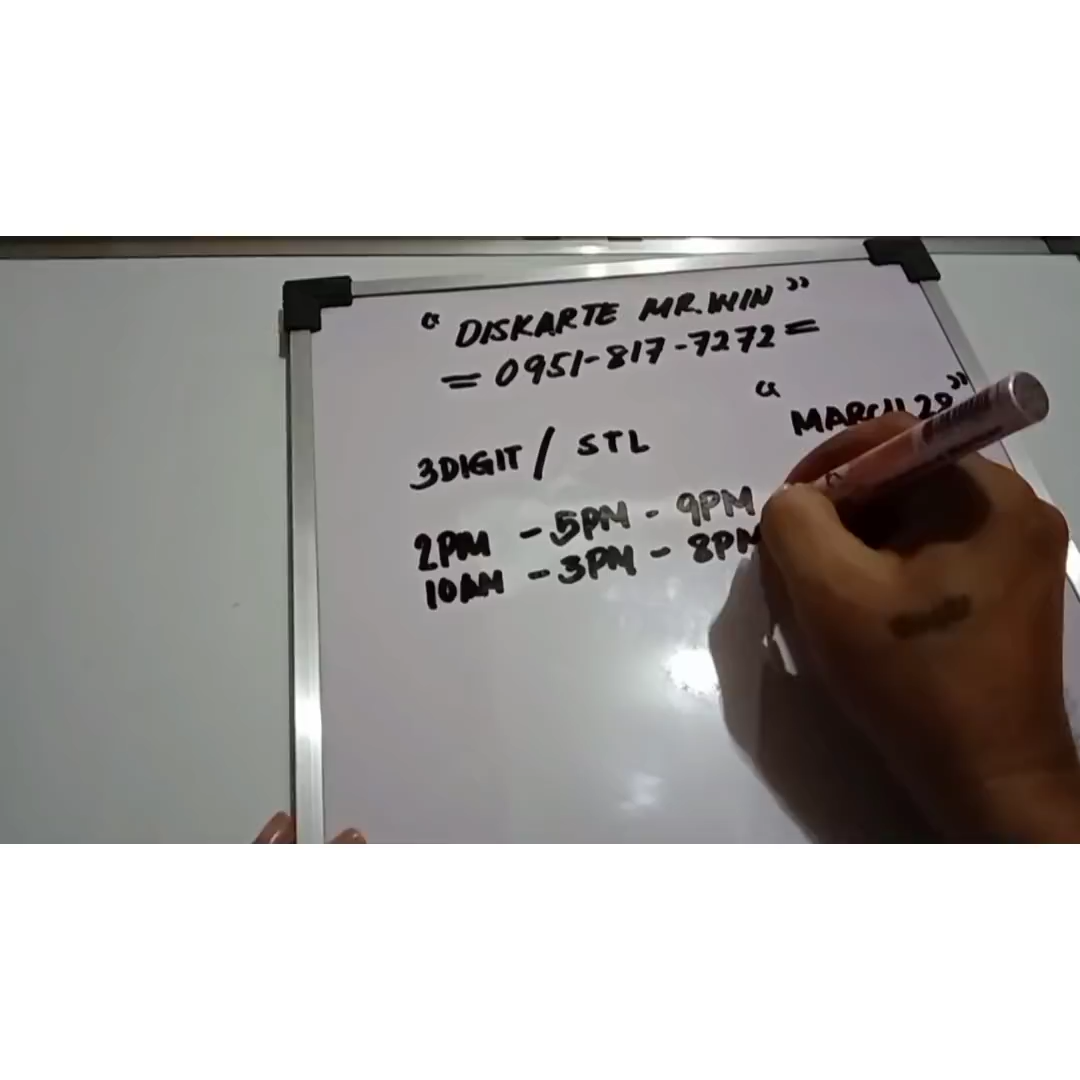 "DISKARTE MR.WIN"
= 0951-817-7272 =
"MARCH 28"
3DIGIT / STL
2PM - 5PM - 9PM
10AM - 3PM - 8PM